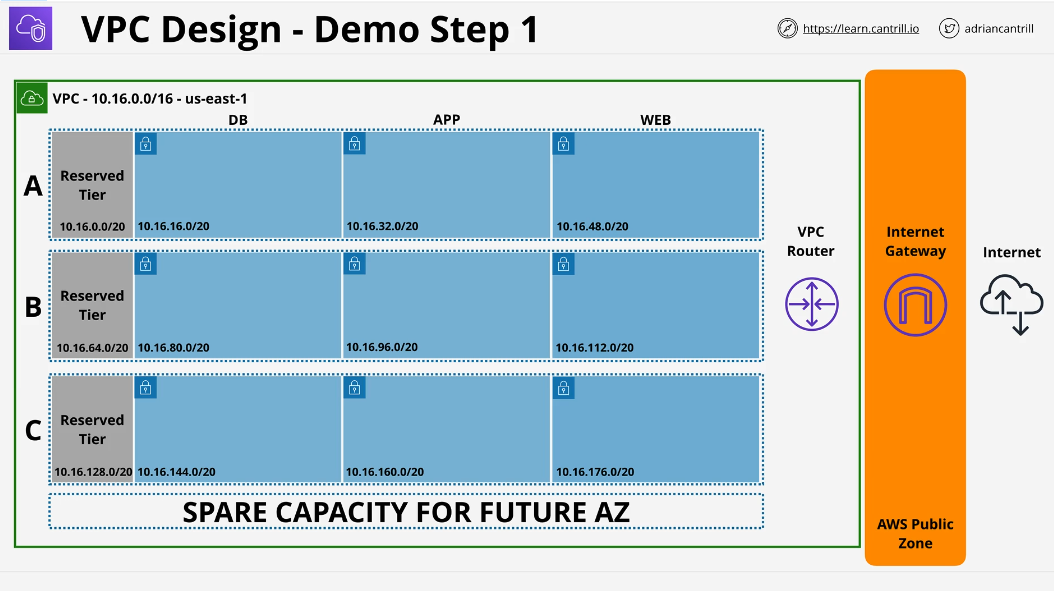 VPC Design - Demo Step 1
https://learn.cantrill.io
adriancantrill
VPC - 10.16.0.0/16 - us-east-1
DB
APP
WEB
A
Reserved
Tier
10.16.0.0/20
10.16.16.0/20
10.16.32.0/20
10.16.48.0/20
B
Reserved
Tier
10.16.64.0/20
10.16.80.0/20
10.16.96.0/20
10.16.112.0/20
C
Reserved
Tier
10.16.128.0/20
10.16.144.0/20
10.16.160.0/20
10.16.176.0/20
SPARE CAPACITY FOR FUTURE AZ
VPC
Router
Internet
Gateway
AWS Public
Zone
Internet